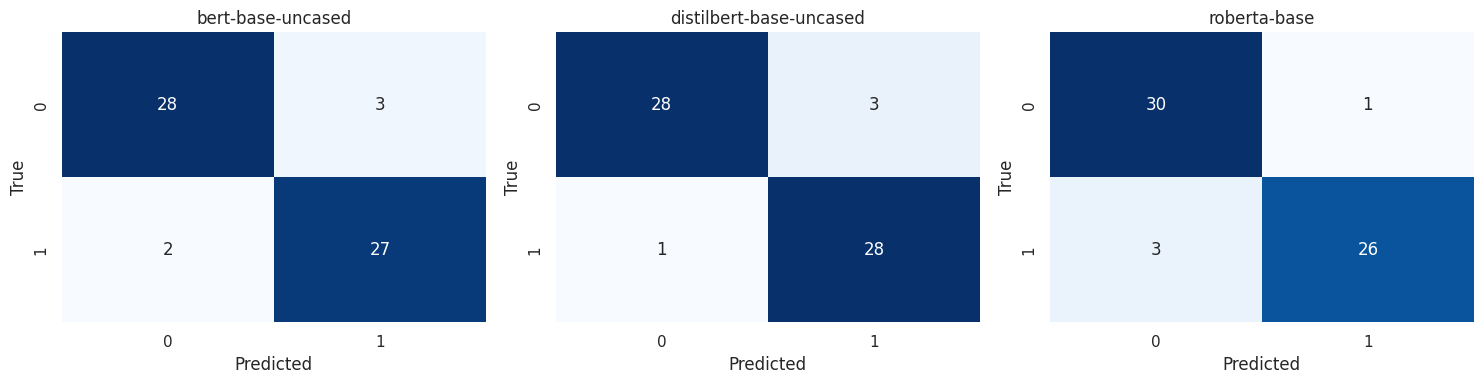 bert-base-uncased
True
0
28
3
1
2
27
0
1
Predicted
distilbert-base-uncased
True
0
28
3
1
1
28
0
1
Predicted
roberta-base
True
0
30
1
1
3
26
0
1
Predicted